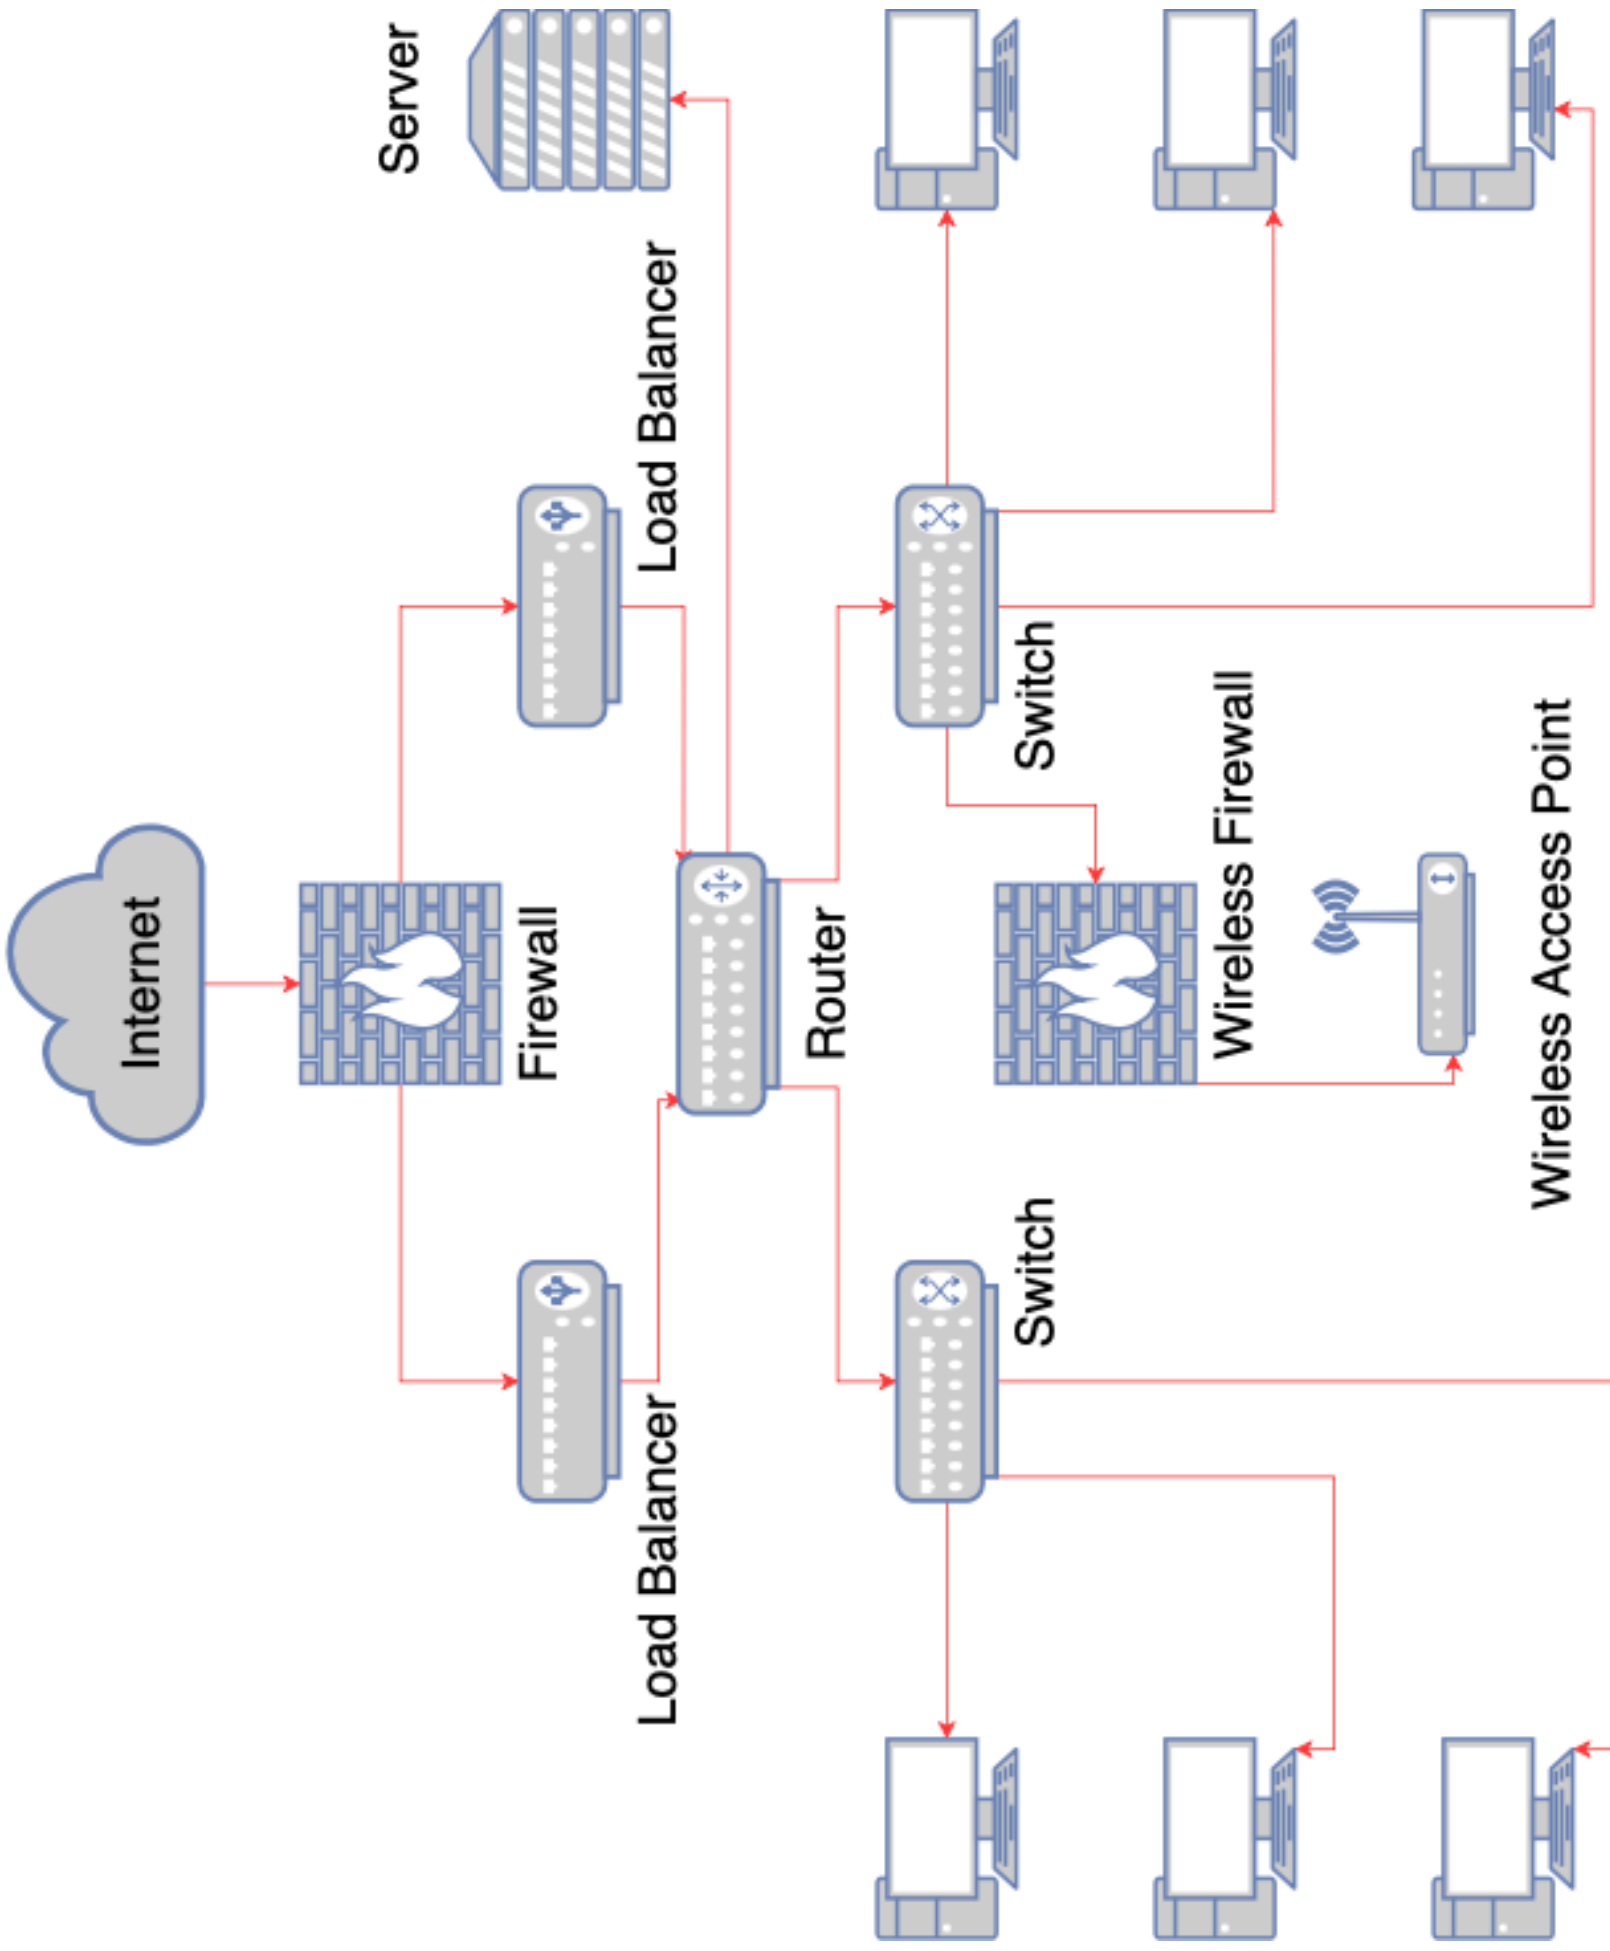 Internet
Firewall
Load Balancer
Load Balancer
Server
Router
Switch
Switch
Wireless Firewall
Wireless Access Point